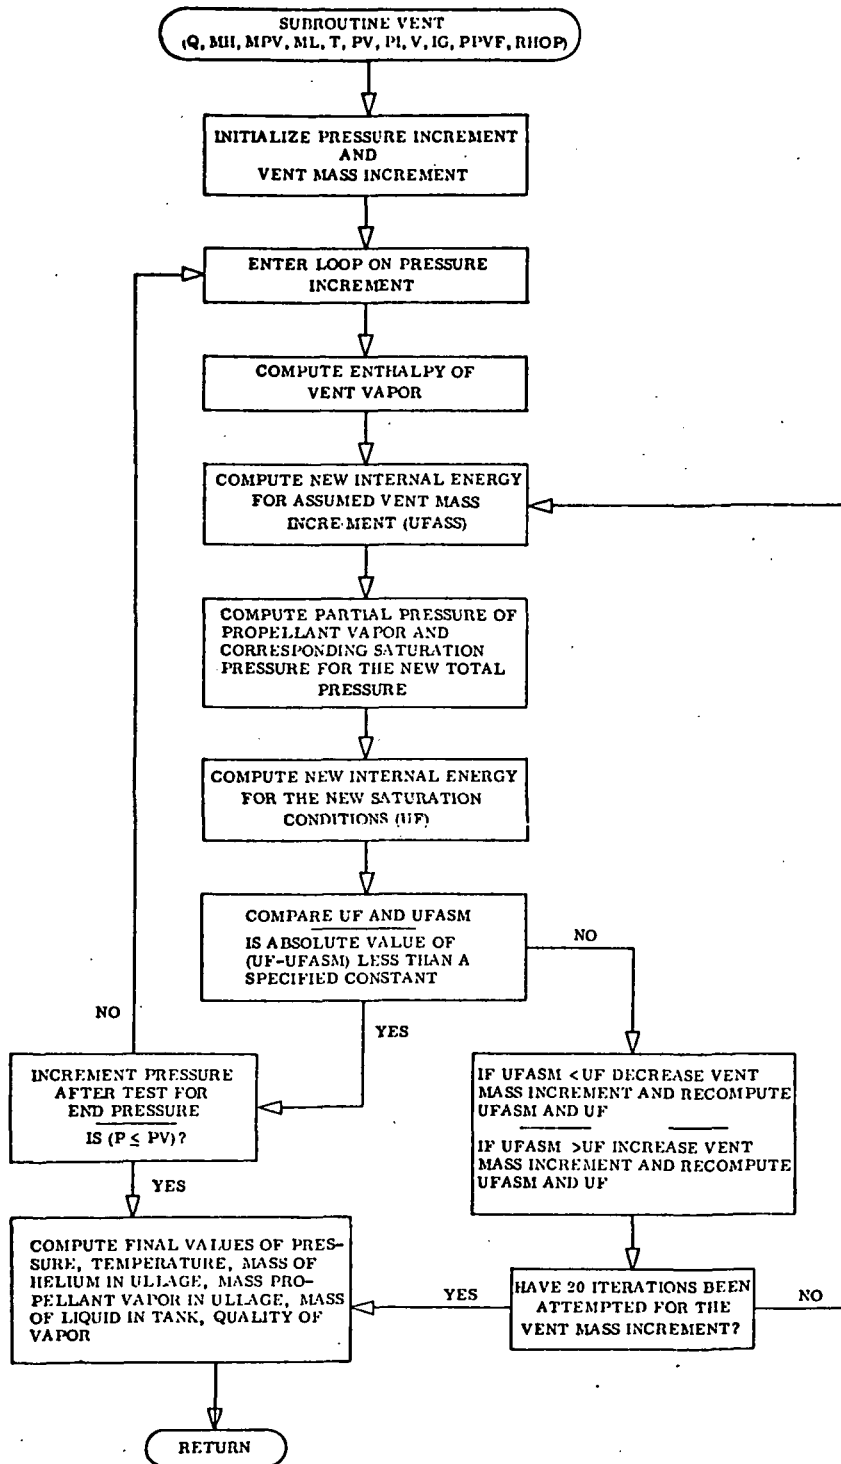 SUBROUTINE VENT
(Q, MH, MPV, ML, T, PV, PI, V, IG, PPVF, RHOP)
INITIALIZE PRESSURE INCREMENT
AND
VENT MASS INCREMENT
ENTER LOOP ON PRESSURE
INCREMENT
COMPUTE ENTHALPY OF
VENT VAPOR
COMPUTE NEW INTERNAL ENERGY
FOR ASSUMED VENT MASS
INCREMENT (UFASS)
COMPUTE PARTIAL PRESSURE OF
PROPELLANT VAPOR AND
CORRESPONDING SATURATION
PRESSURE FOR THE NEW TOTAL
PRESSURE
COMPUTE NEW INTERNAL ENERGY
FOR THE NEW SATURATION
CONDITIONS (UF)
COMPARE UF AND UFASM
IS ABSOLUTE VALUE OF
(UF-UFASM) LESS THAN A
SPECIFIED CONSTANT
NO
NO
YES
INCREMENT PRESSURE
AFTER TEST FOR
END PRESSURE
IS (P ≤ PV)?
IF UFASM < UF DECREASE VENT
MASS INCREMENT AND RECOMPUTE
UFASM AND UF
IF UFASM > UF INCREASE VENT
MASS INCREMENT AND RECOMPUTE
UFASM AND UF
YES
COMPUTE FINAL VALUES OF PRES-
SURE, TEMPERATURE, MASS OF
HELIUM IN ULLAGE, MASS PRO-
PELLANT VAPOR IN ULLAGE, MASS
OF LIQUID IN TANK, QUALITY OF
VAPOR
YES
HAVE 20 ITERATIONS BEEN
ATTEMPTED FOR THE
VENT MASS INCREMENT?
NO
RETURN